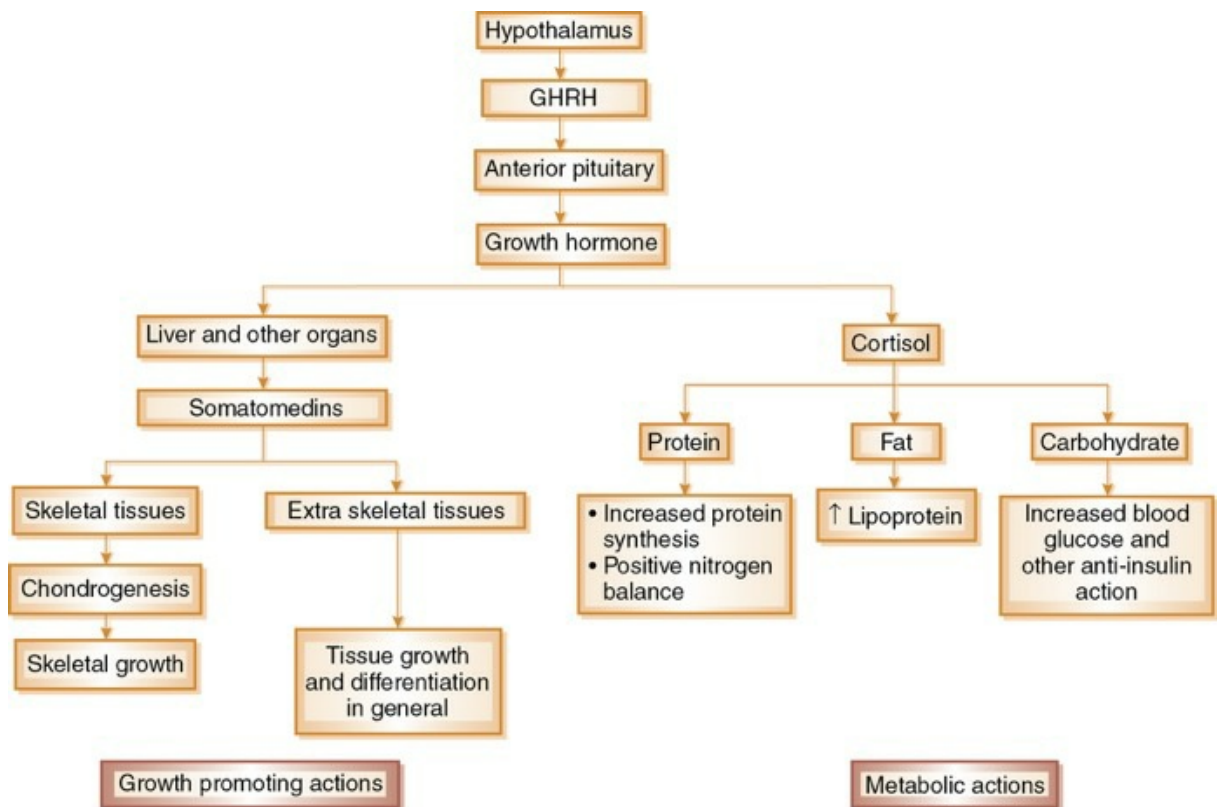 Hypothalamus
GHRH
Anterior pituitary
Growth hormone
Liver and other organs
Cortisol
Somatomedins
Protein
Fat
Carbohydrate
Skeletal tissues
Extra skeletal tissues
• Increased protein
synthesis
• Positive nitrogen
balance
↑ Lipoprotein
Increased blood
glucose and
other anti-insulin
action
Chondrogenesis
Skeletal growth
Tissue growth
and differentiation
in general
Growth promoting actions
Metabolic actions